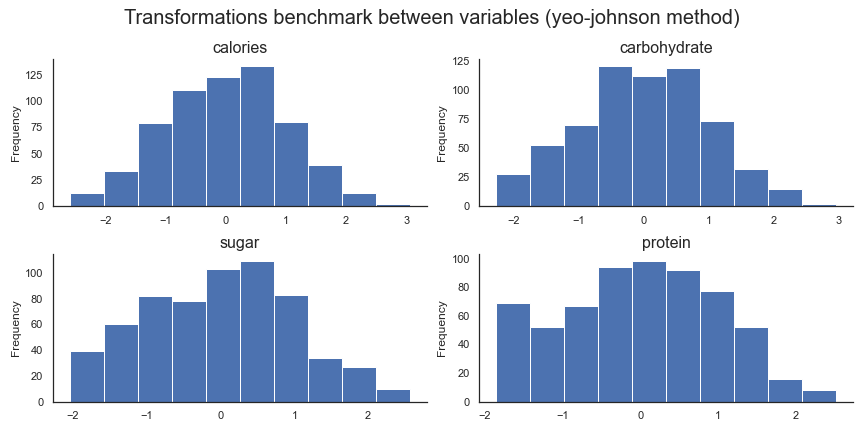 Transformations benchmark between variables (yeo-johnson method)
calories
Frequency
125
100
75
50
25
0
−2 −1 0 1 2 3
carbohydrate
Frequency
125
100
75
50
25
0
−2 −1 0 1 2 3
sugar
Frequency
100
80
60
40
20
0
−2 −1 0 1 2
protein
Frequency
100
80
60
40
20
0
−2 −1 0 1 2